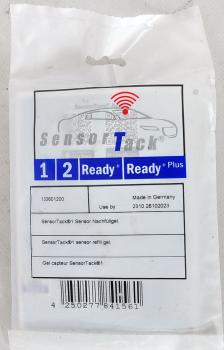 SensorTack®
1 2 Ready+ Ready+ Plus
133601200
Made in Germany
Use by 2310 26102023
SensorTack®1 Sensor Nachfüllgel
SensorTack®1 sensor refill gel
Gel capteur SensorTack®1
4 250277 841561